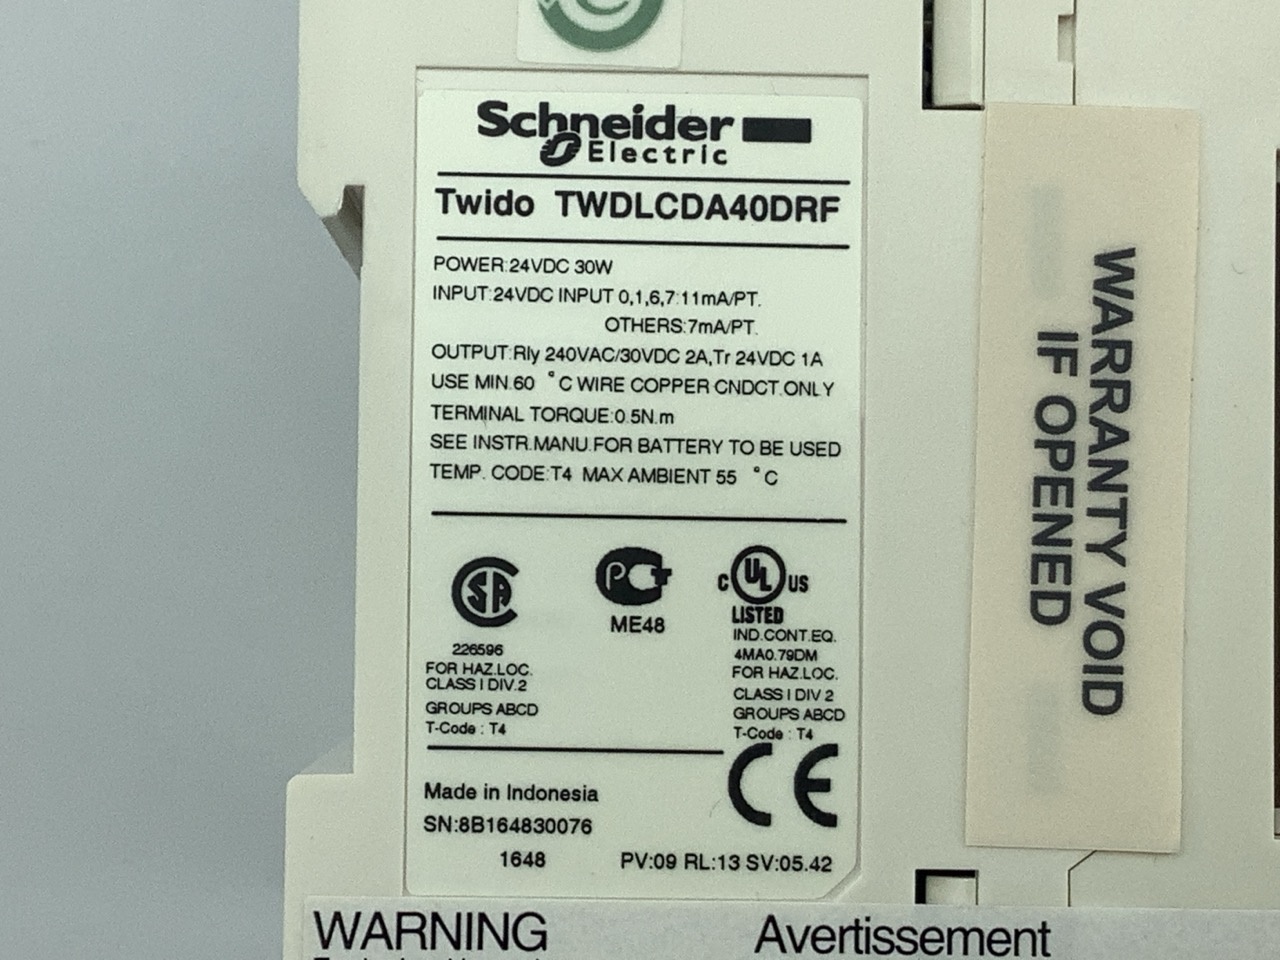 Schneider
Electric
Twido TWDLCDA40DRF
POWER:24VDC 30W
INPUT:24VDC INPUT 0,1,6,7:11mA/PT.
OTHERS:7mA/PT.
OUTPUT:Rly 240VAC/30VDC 2A,Tr 24VDC 1A
USE MIN.60 °C WIRE COPPER CNDCT.ONLY
TERMINAL TORQUE:0.5N.m
SEE INSTR.MANU.FOR BATTERY TO BE USED
TEMP. CODE:T4 MAX AMBIENT 55 °C
SA
226596
FOR HAZ.LOC.
CLASS I DIV.2
GROUPS ABCD
T-Code : T4
PCT
ME48
C UL US
LISTED
IND.CONT.EQ.
4MA0.79DM
FOR HAZ.LOC.
CLASS I DIV 2
GROUPS ABCD
T-Code : T4
CE
Made in Indonesia
SN:8B164830076
1648 PV:09 RL:13 SV:05.42
WARRANTY VOID
IF OPENED
WARNING
Avertissement